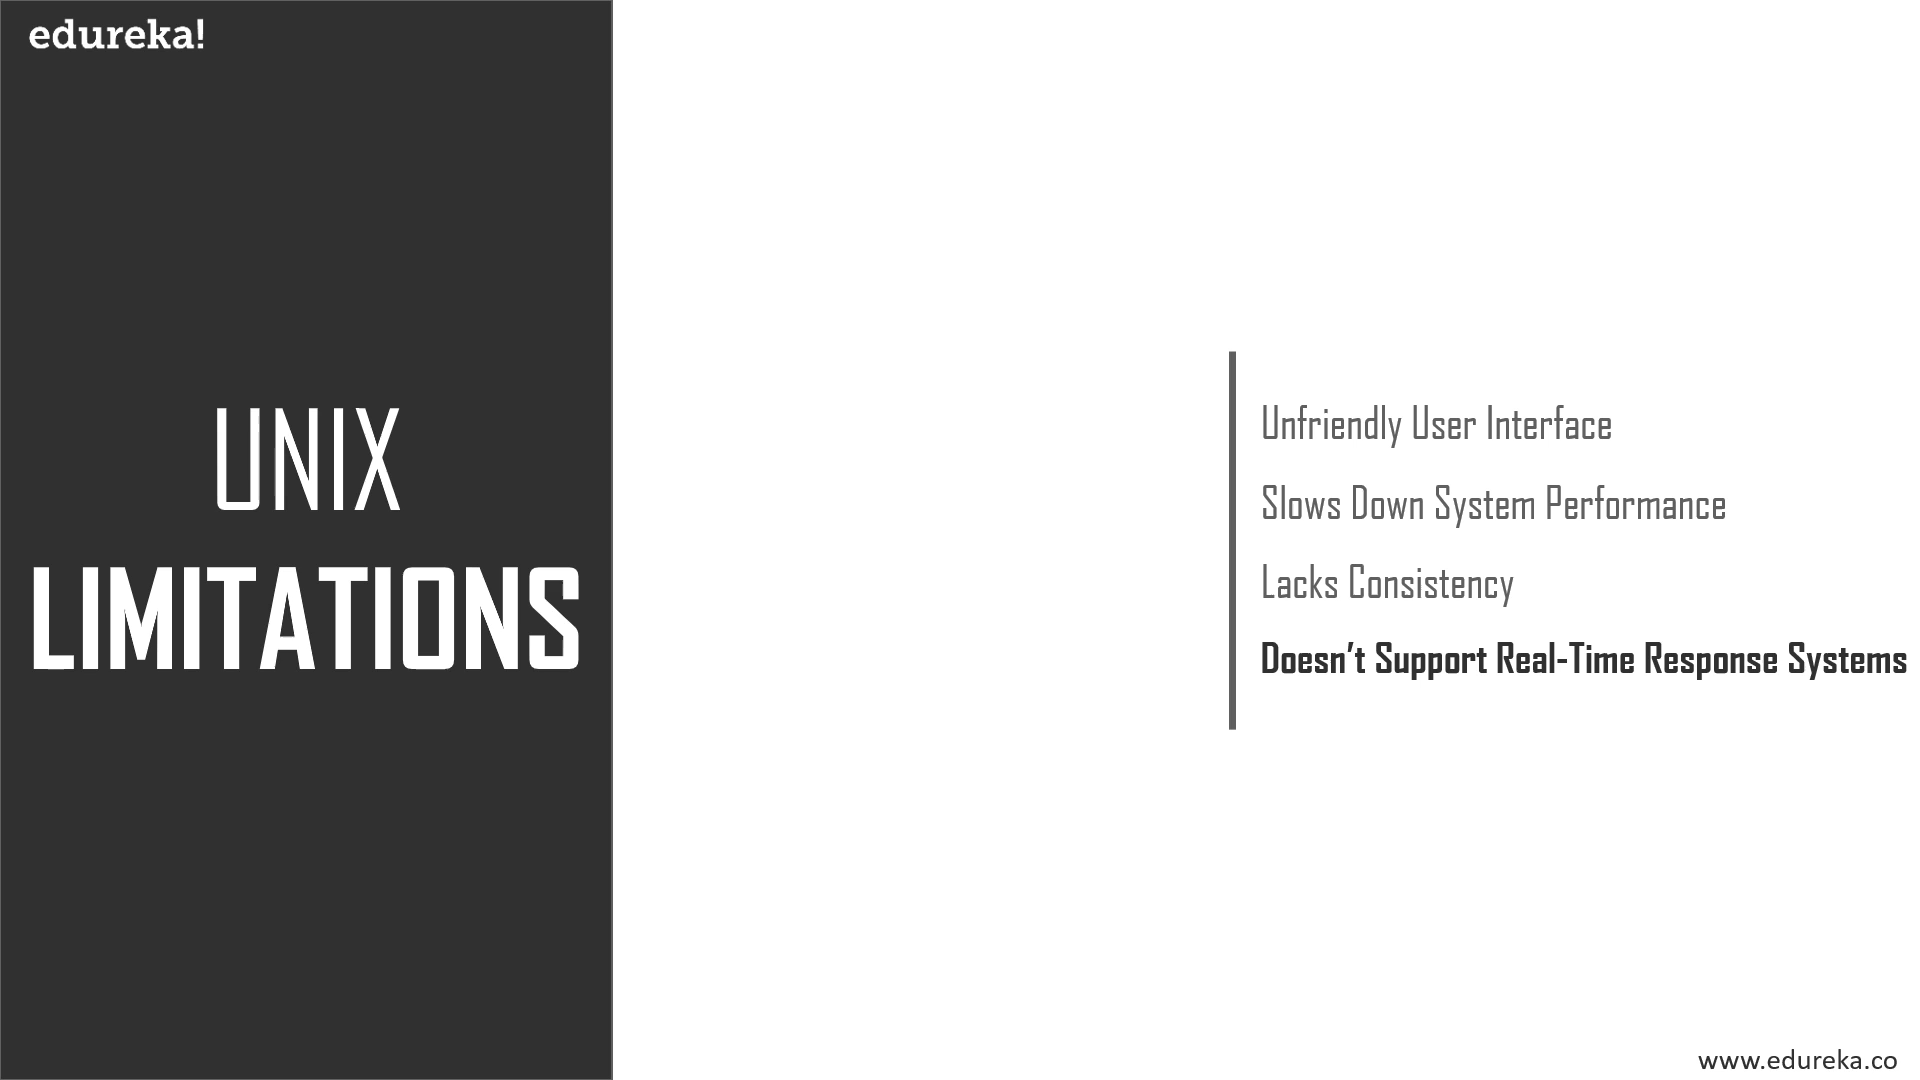 edureka!
UNIX
LIMITATIONS
Unfriendly User Interface
Slows Down System Performance
Lacks Consistency
Doesn’t Support Real-Time Response Systems
www.edureka.co